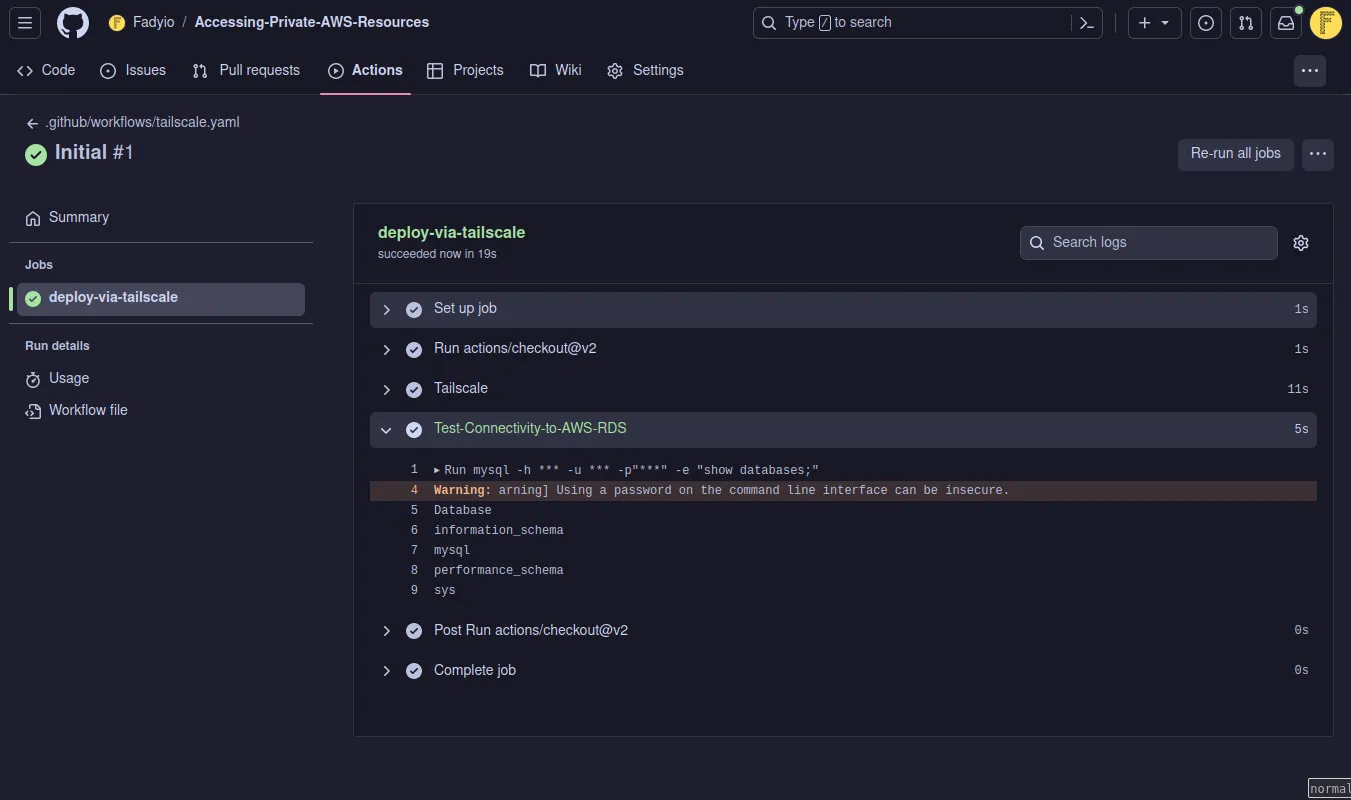 Fadyio / Accessing-Private-AWS-Resources
Type / to search
Code Issues Pull requests Actions Projects Wiki Settings
.github/workflows/tailscale.yaml
Initial #1
Re-run all jobs
Summary
Jobs
deploy-via-tailscale
Run details
Usage
Workflow file
deploy-via-tailscale
succeeded now in 19s
Search logs
Set up job 1s
Run actions/checkout@v2 1s
Tailscale 11s
Test-Connectivity-to-AWS-RDS 5s
1 Run mysql -h *** -u *** -p"***" -e "show databases;"
4 Warning: arning] Using a password on the command line interface can be insecure.
5 Database
6 information_schema
7 mysql
8 performance_schema
9 sys
Post Run actions/checkout@v2 0s
Complete job 0s
normal